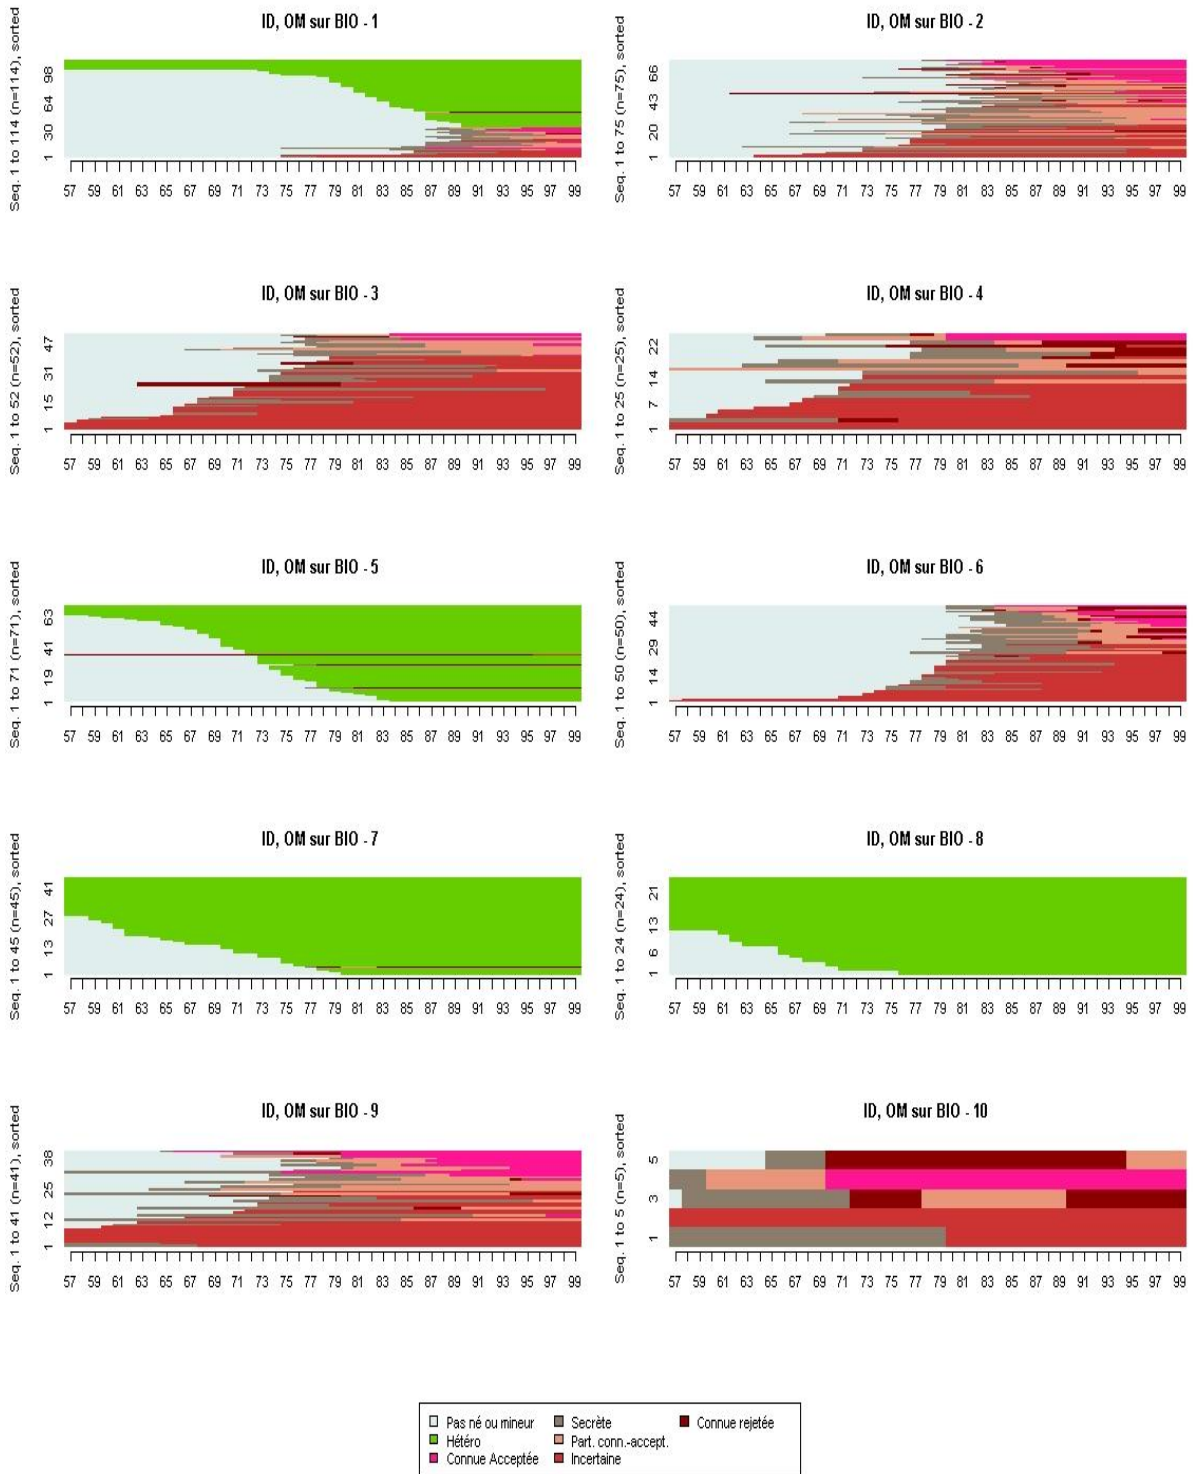 ID, OM sur BIO - 1
Seq. 1 to 114 (n=114), sorted
1 30 64 98
57 59 61 63 65 67 69 71 73 75 77 79 81 83 85 87 89 91 93 95 97 99
ID, OM sur BIO - 2
Seq. 1 to 75 (n=75), sorted
1 20 43 66
57 59 61 63 65 67 69 71 73 75 77 79 81 83 85 87 89 91 93 95 97 99
ID, OM sur BIO - 3
Seq. 1 to 52 (n=52), sorted
1 15 31 47
57 59 61 63 65 67 69 71 73 75 77 79 81 83 85 87 89 91 93 95 97 99
ID, OM sur BIO - 4
Seq. 1 to 25 (n=25), sorted
1 7 14 22
57 59 61 63 65 67 69 71 73 75 77 79 81 83 85 87 89 91 93 95 97 99
ID, OM sur BIO - 5
Seq. 1 to 71 (n=71), sorted
1 19 41 63
57 59 61 63 65 67 69 71 73 75 77 79 81 83 85 87 89 91 93 95 97 99
ID, OM sur BIO - 6
Seq. 1 to 50 (n=50), sorted
1 14 29 44
57 59 61 63 65 67 69 71 73 75 77 79 81 83 85 87 89 91 93 95 97 99
ID, OM sur BIO - 7
Seq. 1 to 45 (n=45), sorted
1 13 27 41
57 59 61 63 65 67 69 71 73 75 77 79 81 83 85 87 89 91 93 95 97 99
ID, OM sur BIO - 8
Seq. 1 to 24 (n=24), sorted
1 6 13 21
57 59 61 63 65 67 69 71 73 75 77 79 81 83 85 87 89 91 93 95 97 99
ID, OM sur BIO - 9
Seq. 1 to 41 (n=41), sorted
1 12 25 38
57 59 61 63 65 67 69 71 73 75 77 79 81 83 85 87 89 91 93 95 97 99
ID, OM sur BIO - 10
Seq. 1 to 5 (n=5), sorted
1 3 5
57 59 61 63 65 67 69 71 73 75 77 79 81 83 85 87 89 91 93 95 97 99
Pas né ou mineur Secrète Connue rejetée
Hétéro Part. conn.-accept.
Connue Acceptée Incertaine